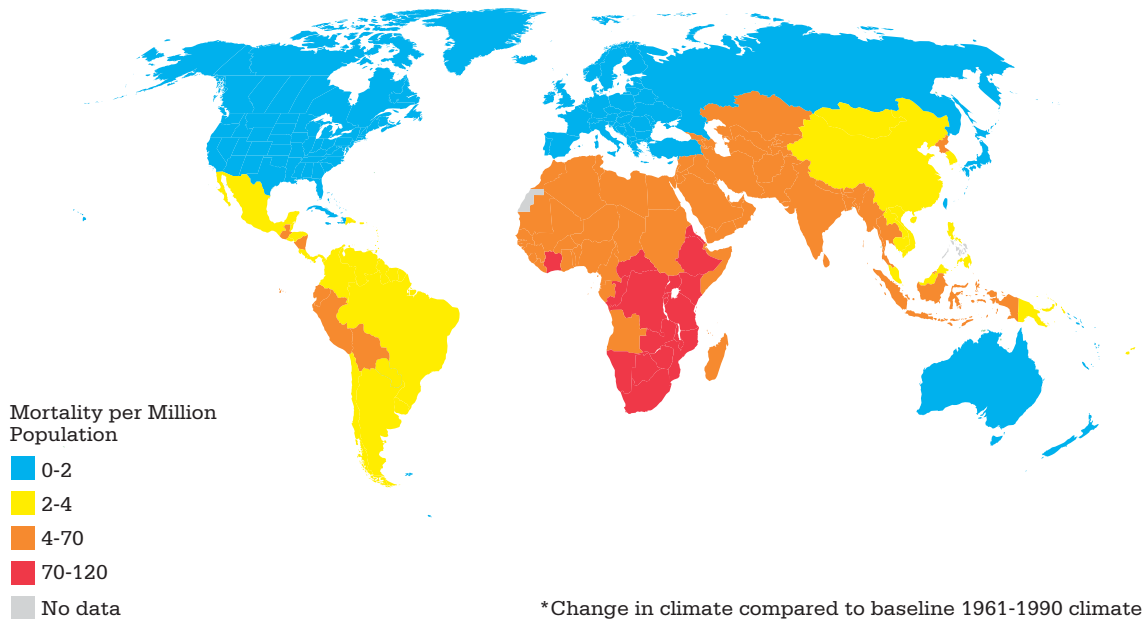 Mortality per Million
Population
0-2
2-4
4-70
70-120
No data
*Change in climate compared to baseline 1961-1990 climate